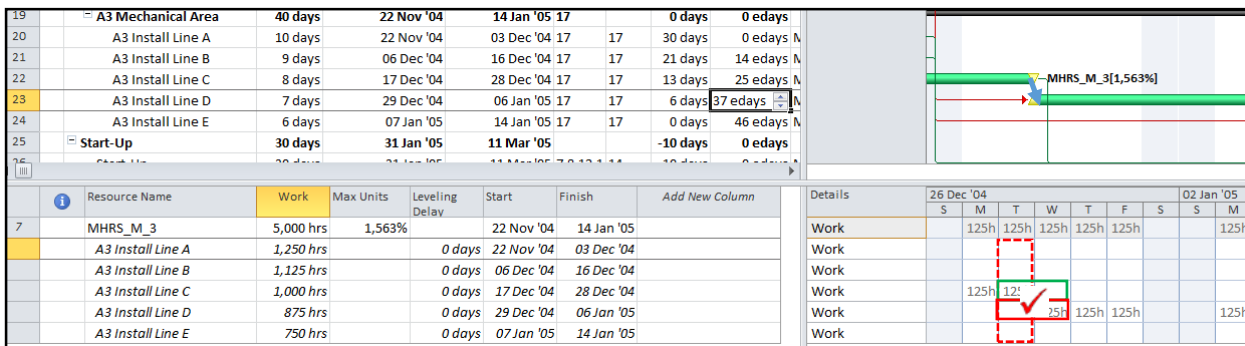 19 A3 Mechanical Area 40 days 22 Nov '04 14 Jan '05 17 0 days 0 edays
20 A3 Install Line A 10 days 22 Nov '04 03 Dec '04 17 17 30 days 0 edays M
21 A3 Install Line B 9 days 06 Dec '04 16 Dec '04 17 17 21 days 14 edays M
22 A3 Install Line C 8 days 17 Dec '04 28 Dec '04 17 17 13 days 25 edays M MHRS_M_3[1,563%]
23 A3 Install Line D 7 days 29 Dec '04 06 Jan '05 17 17 6 days 37 edays M
24 A3 Install Line E 6 days 07 Jan '05 14 Jan '05 17 17 0 days 46 edays M
25 Start-Up 30 days 31 Jan '05 11 Mar '05 -10 days 0 edays
Resource Name Work Max Units Leveling Delay Start Finish Add New Column Details 26 Dec '04 02 Jan '05
S M T W T F S S M
7 MHRS_M_3 5,000 hrs 1,563% 22 Nov '04 14 Jan '05 Work 125h 125h 125h 125h 125h 125h
A3 Install Line A 1,250 hrs 0 days 22 Nov '04 03 Dec '04 Work
A3 Install Line B 1,125 hrs 0 days 06 Dec '04 16 Dec '04 Work
A3 Install Line C 1,000 hrs 0 days 17 Dec '04 28 Dec '04 Work 125h
A3 Install Line D 875 hrs 0 days 29 Dec '04 06 Jan '05 Work 125h 125h 125h
A3 Install Line E 750 hrs 0 days 07 Jan '05 14 Jan '05 Work